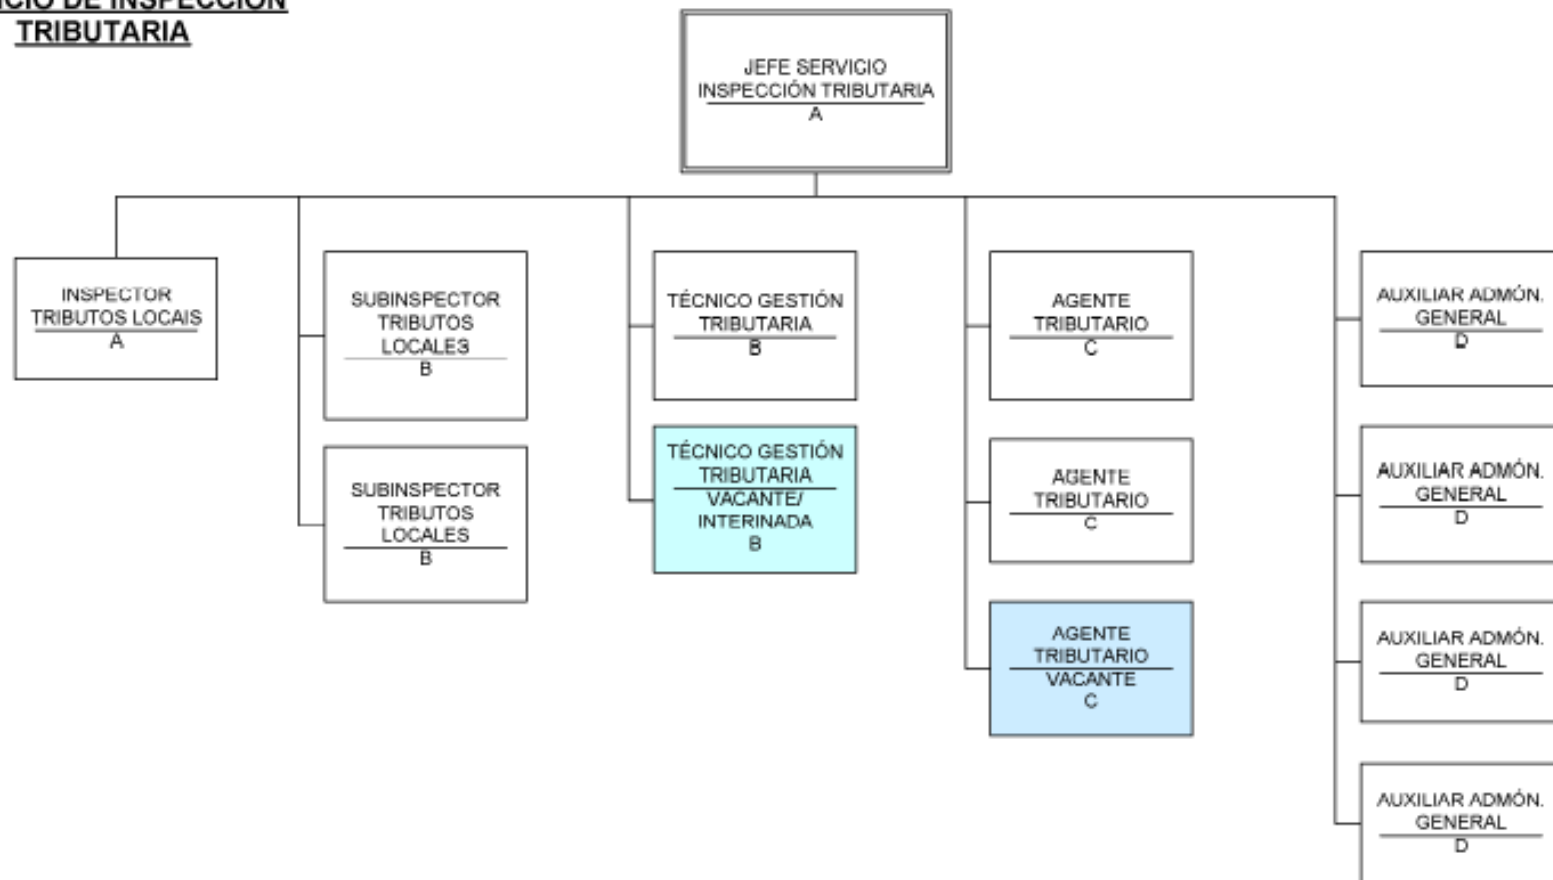 DE INSPECCIÓN
TRIBUTARIA
JEFE SERVICIO
INSPECCIÓN TRIBUTARIA
A
INSPECTOR
TRIBUTOS LOCAIS
A
SUBINSPECTOR
TRIBUTOS
LOCALES
B
SUBINSPECTOR
TRIBUTOS
LOCALES
B
TÉCNICO GESTIÓN
TRIBUTARIA
B
TÉCNICO GESTIÓN
TRIBUTARIA
VACANTE/
INTERINADA
B
AGENTE
TRIBUTARIO
C
AGENTE
TRIBUTARIO
C
AGENTE
TRIBUTARIO
VACANTE
C
AUXILIAR ADMÓN.
GENERAL
D
AUXILIAR ADMÓN.
GENERAL
D
AUXILIAR ADMÓN.
GENERAL
D
AUXILIAR ADMÓN.
GENERAL
D